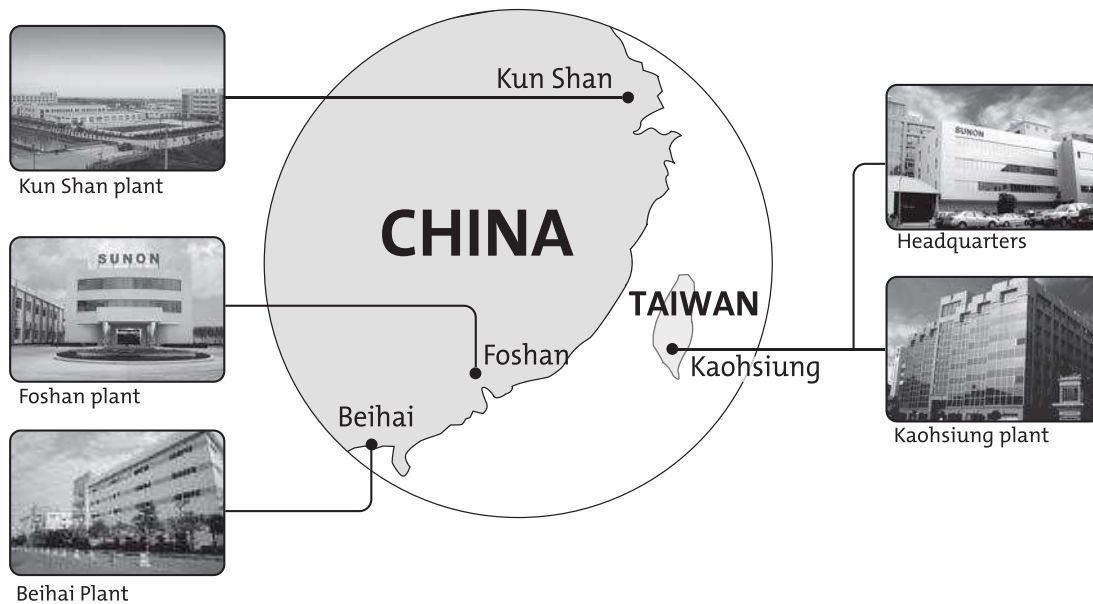 Kun Shan
Kun Shan plant
SUNON
Headquarters
CHINA
SUNON
TAIWAN
Foshan
Kaohsiung
Foshan plant
Beihai
Kaohsiung plant
Beihai Plant